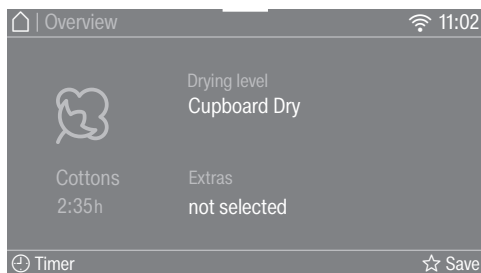 | Overview 11:02
Drying level
Cupboard Dry
Cottons Extras
2:35h not selected
Timer Save